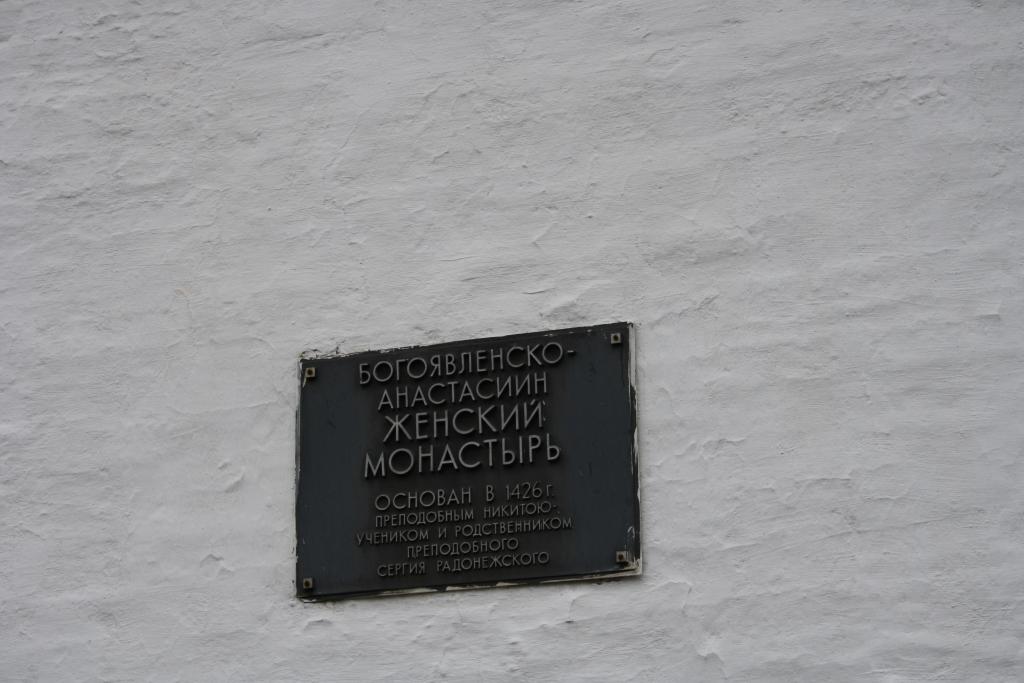 БОГОЯВЛЕНСКО-
АНАСТАСИИН
ЖЕНСКИЙ
МОНАСТЫРЬ
ОСНОВАН В 1426 г.
ПРЕПОДОБНЫМ НИКИТОЮ-
УЧЕНИКОМ И РОДСТВЕННИКОМ
ПРЕПОДОБНОГО
СЕРГИЯ РАДОНЕЖСКОГО